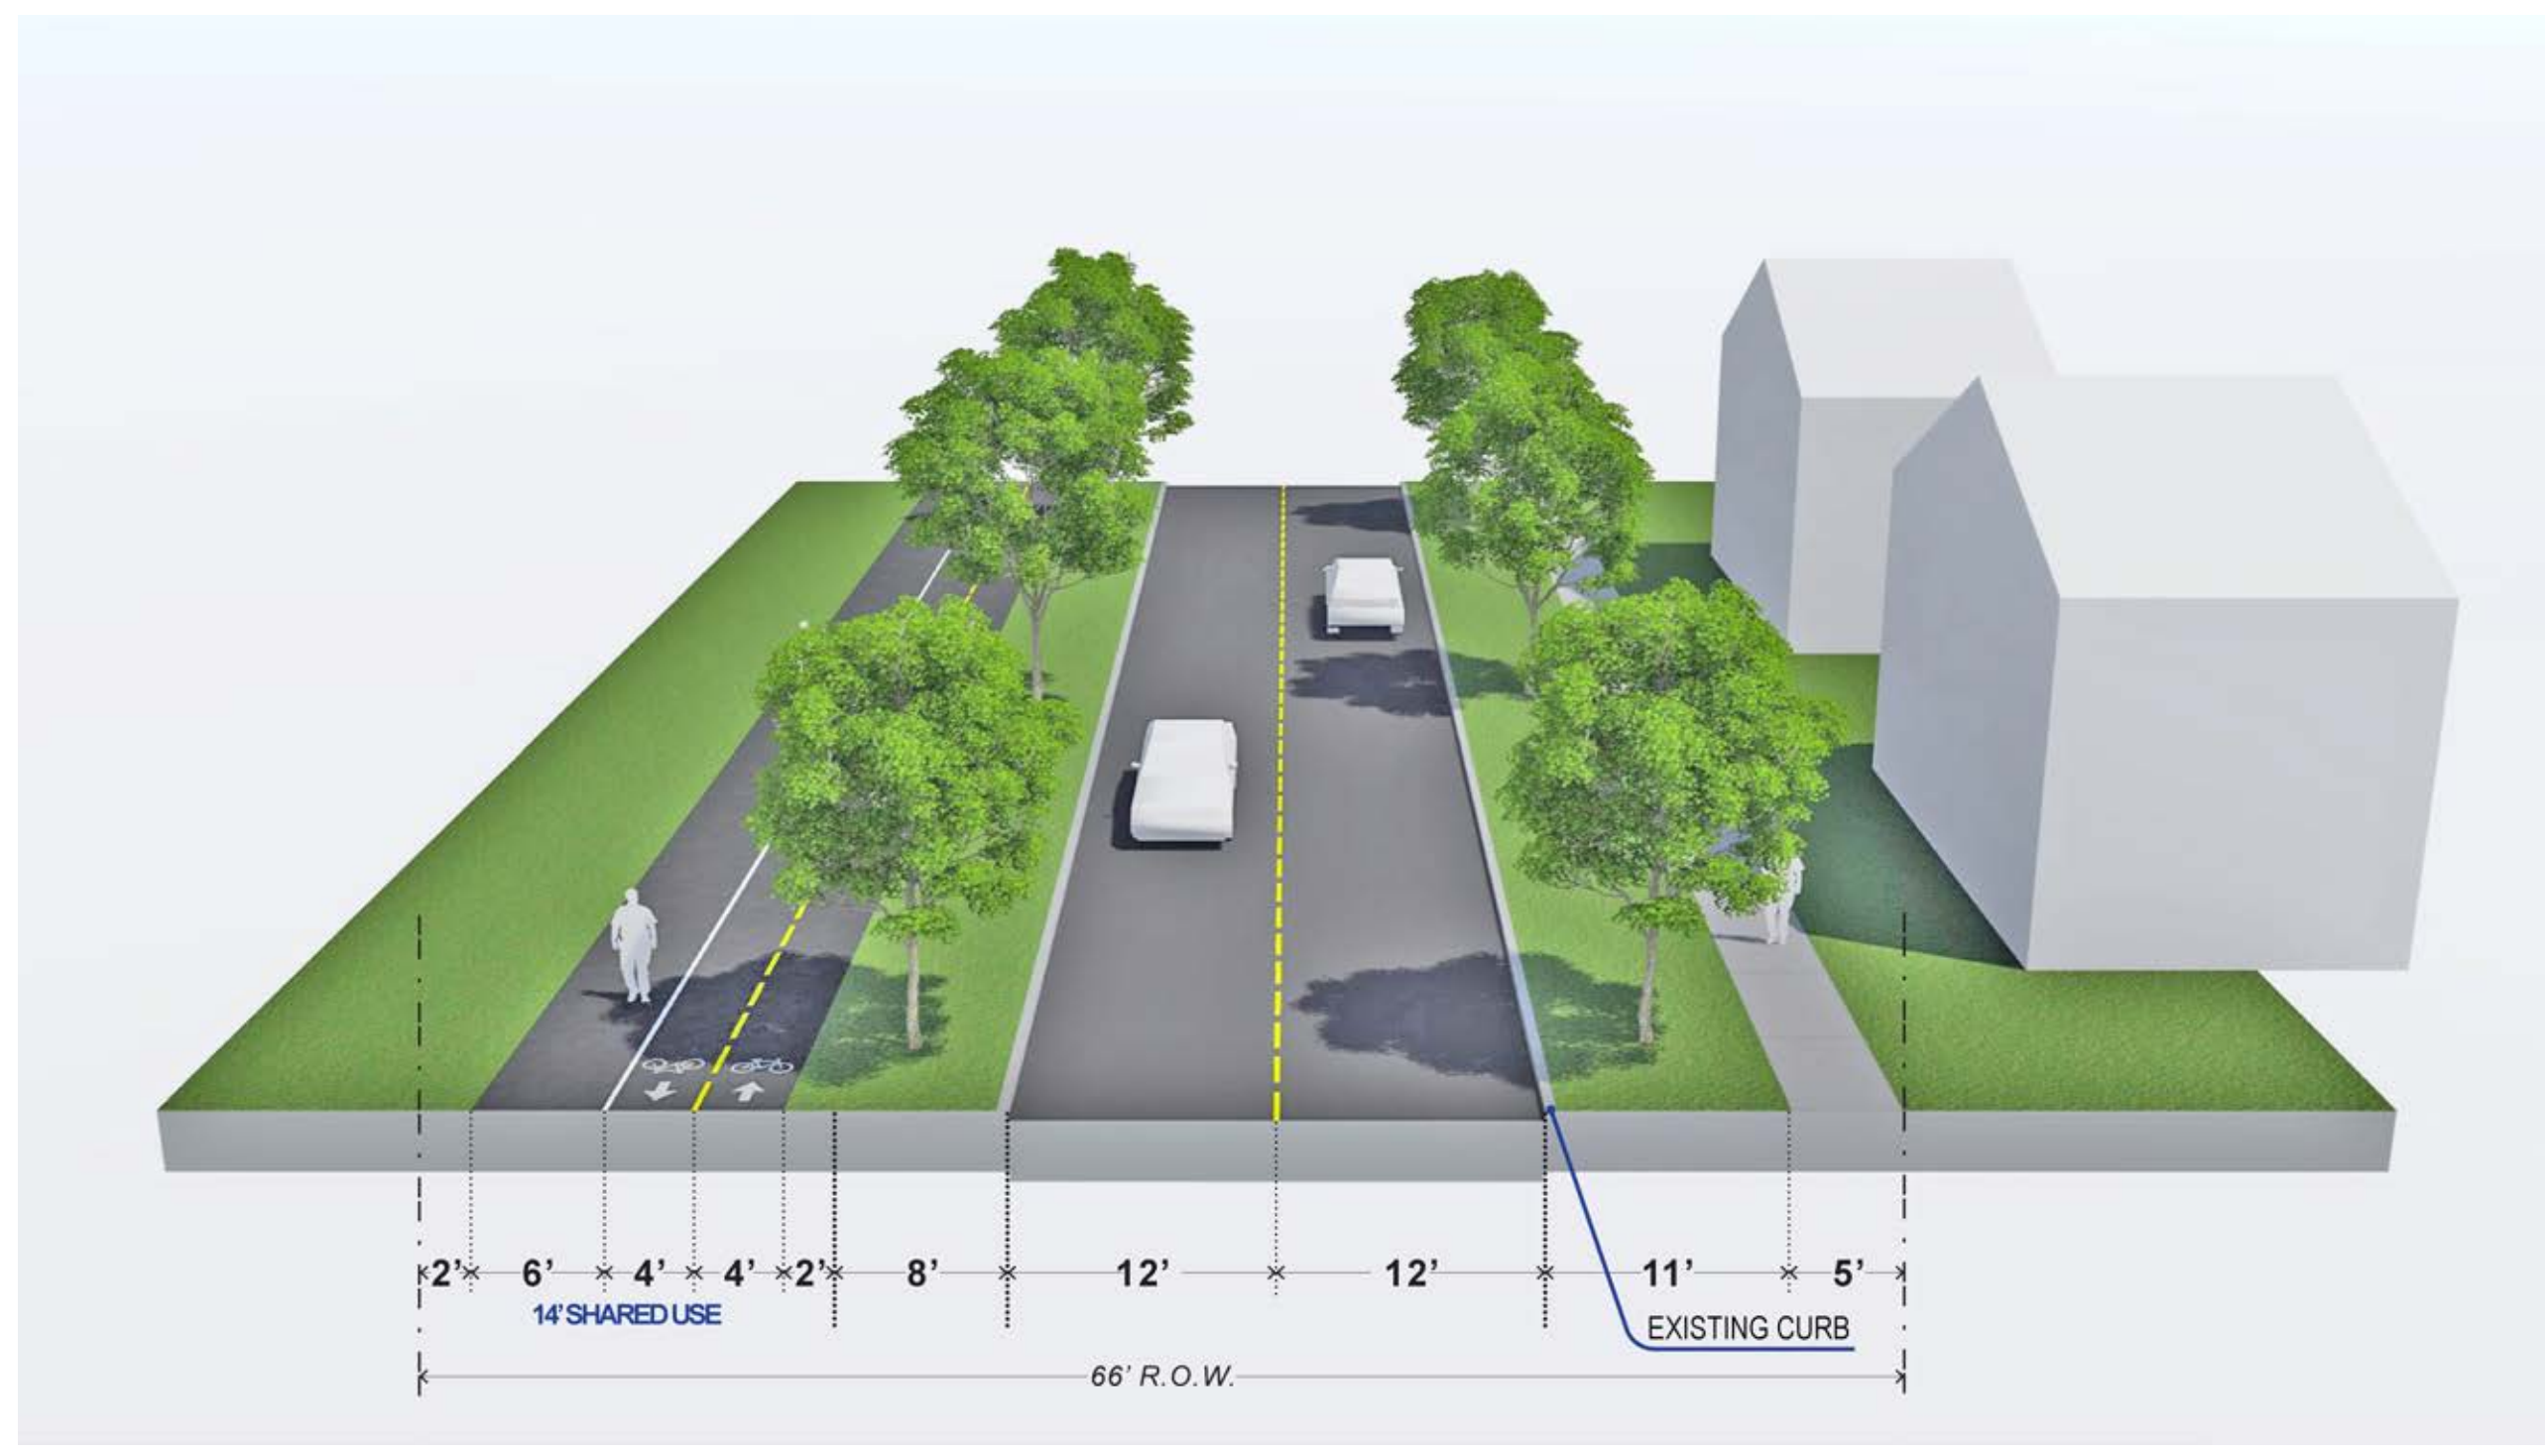 2' 6' 4' 4' 2' 8' 12' 12' 11' 5'
14' SHARED USE
EXISTING CURB
66' R.O.W.